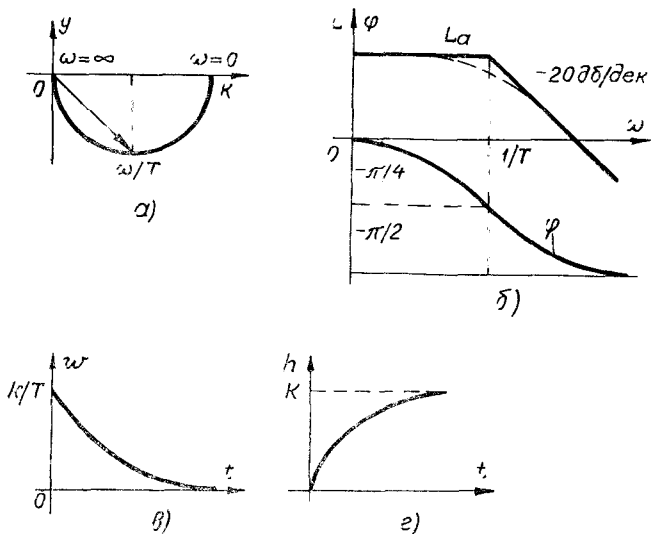 y
ω=∞
ω=0
0
K
ω/T
а)
L
φ
La
-20дб/дек
ω
0
1/T
-π/4
-π/2
φ
б)
w
k/T
0
t
в)
h
K
t
г)